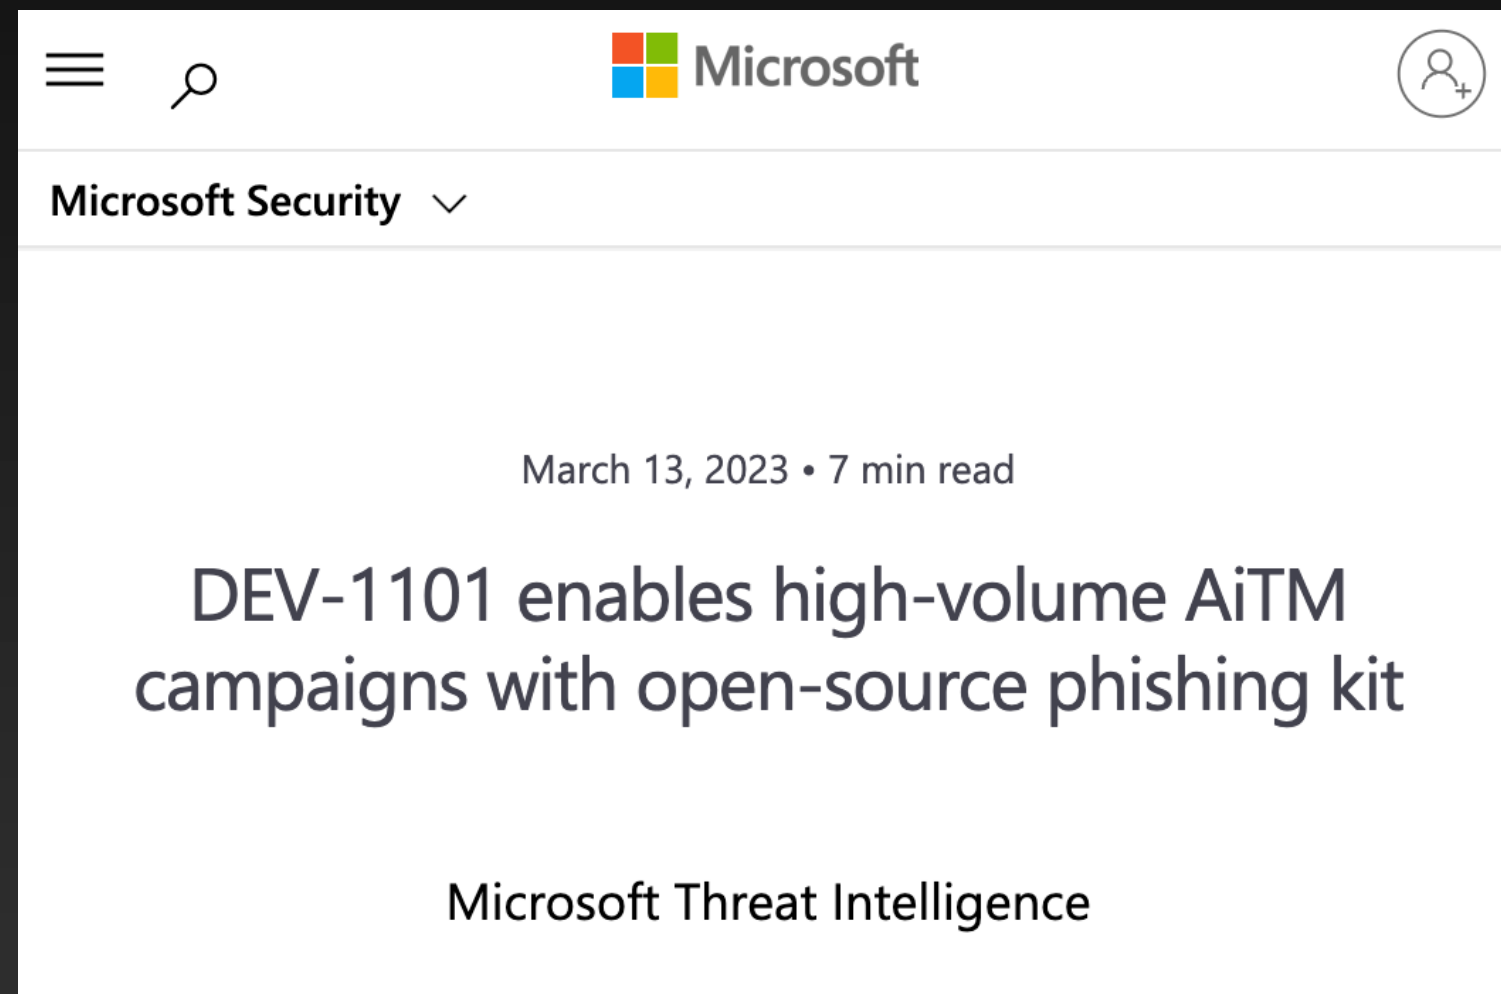 Microsoft
Microsoft Security
March 13, 2023 • 7 min read
DEV-1101 enables high-volume AiTM
campaigns with open-source phishing kit
Microsoft Threat Intelligence